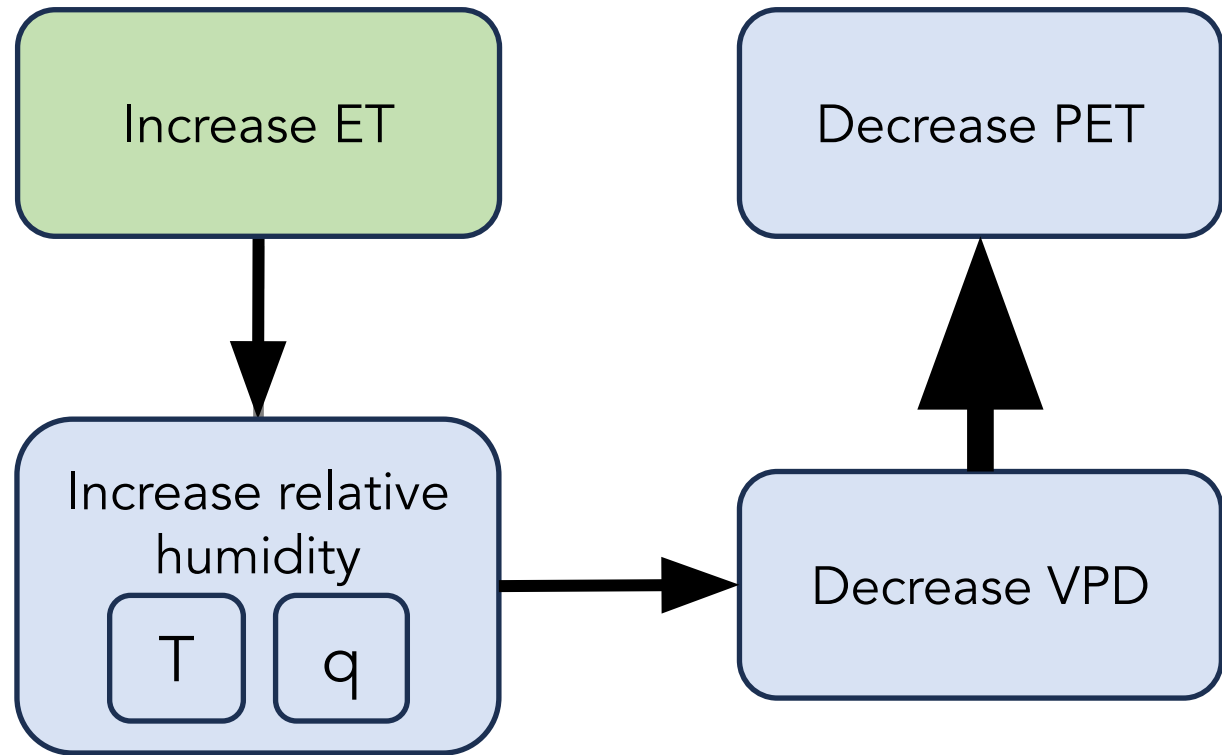 Increase ET
Increase relative
humidity
T
q
Decrease VPD
Decrease PET